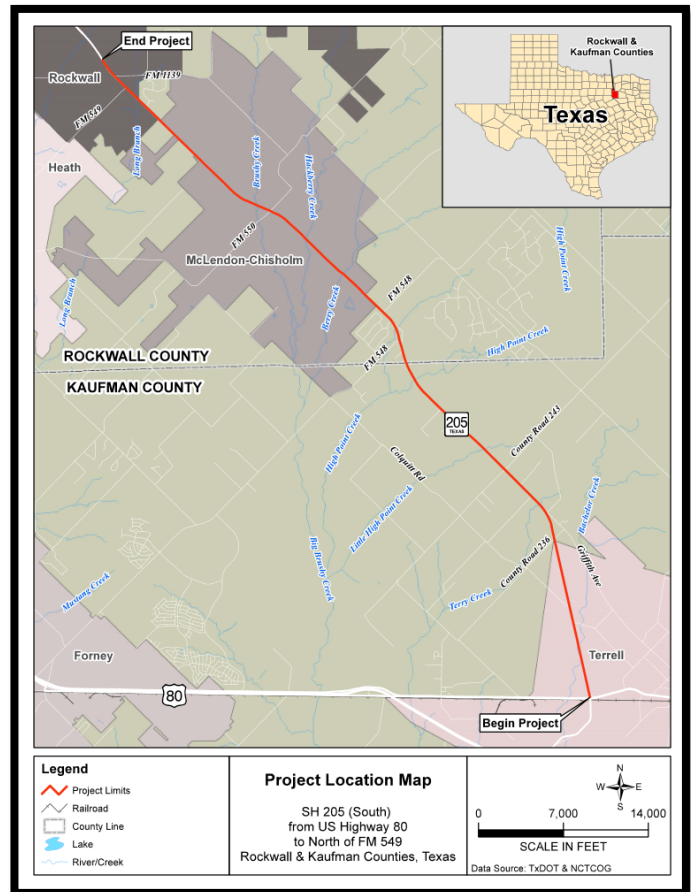 End Project
Rockwall
FM 1139
FM 549
Long Branch
Heath
Brushy Creek
Hackberry Creek
FM 550
McLendon-Chisholm
Long Branch
Berry Creek
FM 548
High Point Creek
ROCKWALL COUNTY
KAUFMAN COUNTY
FM 548
High Point Creek
205
TEXAS
High Point Creek
Colquitt Rd
County Road 243
Little High Point Creek
Bachelor Creek
Big Brushy Creek
County Road 236
Griffith Ave
Mustang Creek
Terry Creek
Forney
Terrell
80
Begin Project
Rockwall &
Kaufman Counties
Texas
Legend
Project Limits
Railroad
County Line
Lake
River/Creek
Project Location Map
SH 205 (South)
from US Highway 80
to North of FM 549
Rockwall & Kaufman Counties, Texas
N
W E
S
0 7,000 14,000
SCALE IN FEET
Data Source: TxDOT & NCTCOG